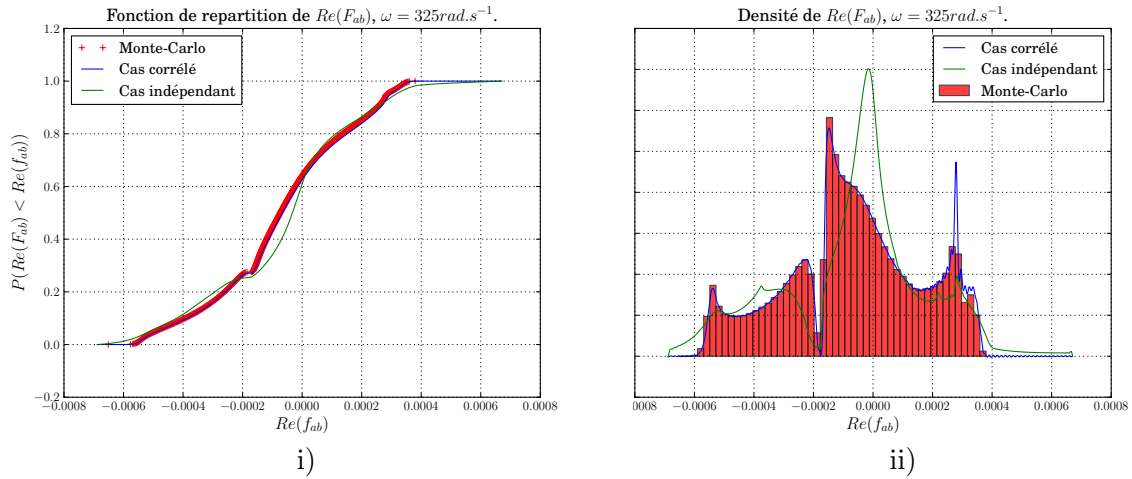 Fonction de repartition de Re(F_ab), ω = 325rad.s⁻¹.
Monte-Carlo
Cas corrélé
Cas indépendant
P(Re(F_ab) < Re(f_ab))
1.2
1.0
0.8
0.6
0.4
0.2
0.0
−0.2
−0.0008 −0.0006 −0.0004 −0.0002 0.0000 0.0002 0.0004 0.0006 0.0008
Re(f_ab)
i)
Densité de Re(F_ab), ω = 325rad.s⁻¹.
Cas corrélé
Cas indépendant
Monte-Carlo
0.0008 −0.0006 −0.0004 −0.0002 0.0000 0.0002 0.0004 0.0006 0.0008
Re(f_ab)
ii)